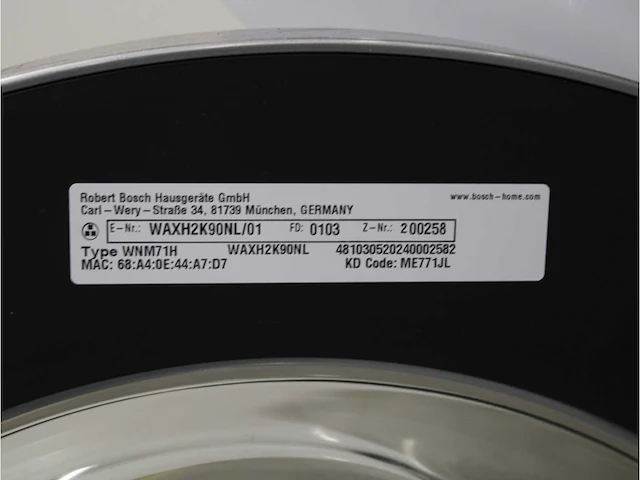 Robert Bosch Hausgeräte GmbH www.bosch-home.com
Carl-Wery-Straße 34, 81739 München, GERMANY
E-Nr.: WAXH2K90NL/01 FD: 0103 Z-Nr.: 200258
Type WNM71H WAXH2K90NL 481030520240002582
MAC: 68:A4:0E:44:A7:D7 KD Code: ME771JL